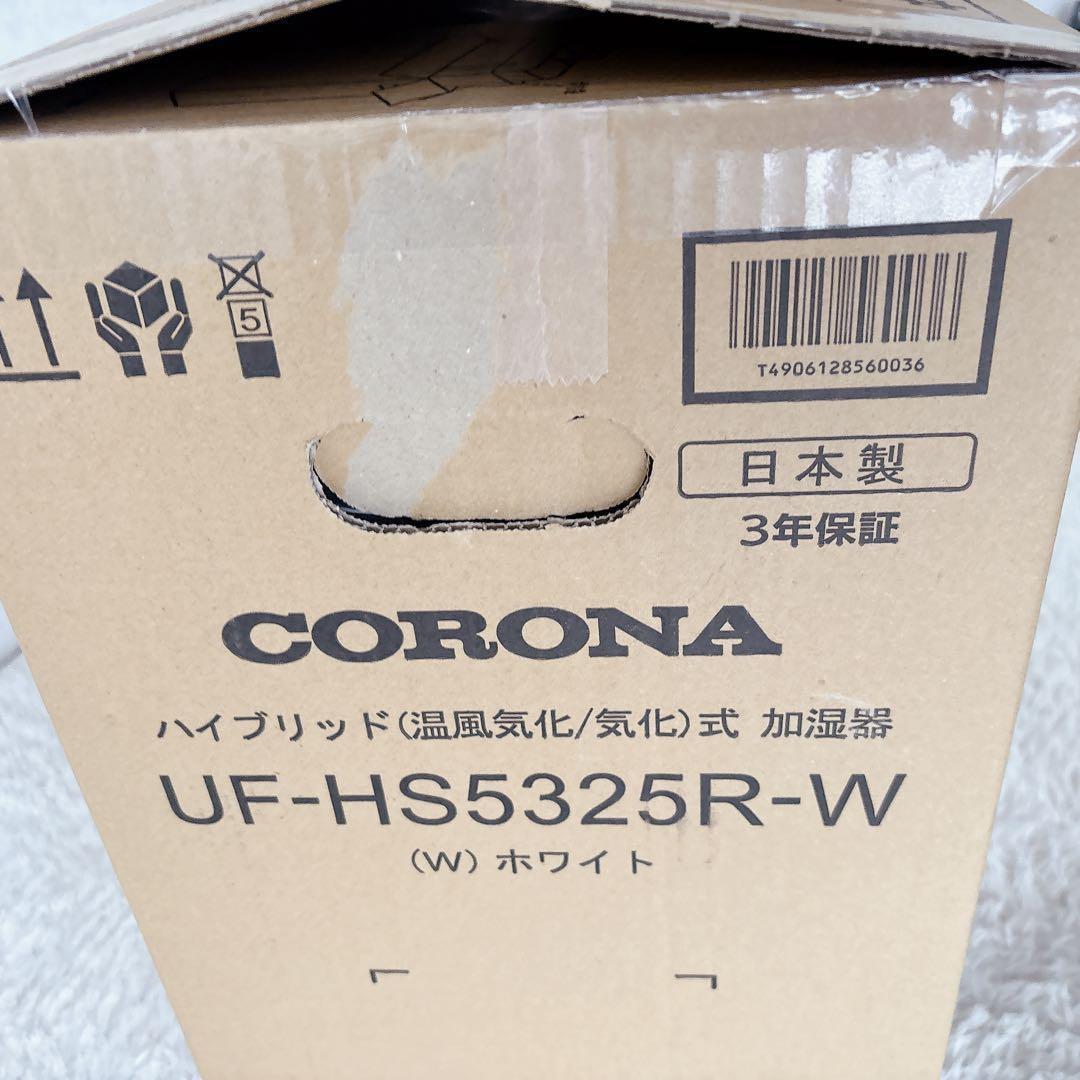 5
T4906128560036
日本製
3年保証
CORONA
ハイブリッド(温風気化/気化)式 加湿器
UF-HS5325R-W
(W) ホワイト